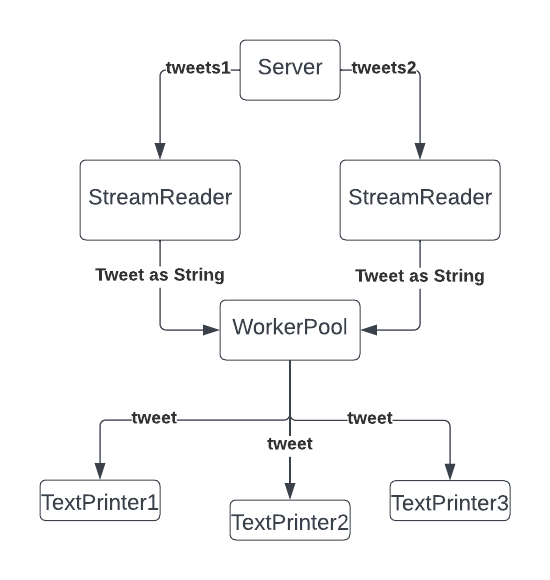 Server
tweets1
tweets2
StreamReader
StreamReader
Tweet as String
Tweet as String
WorkerPool
tweet
tweet
tweet
TextPrinter1
TextPrinter2
TextPrinter3